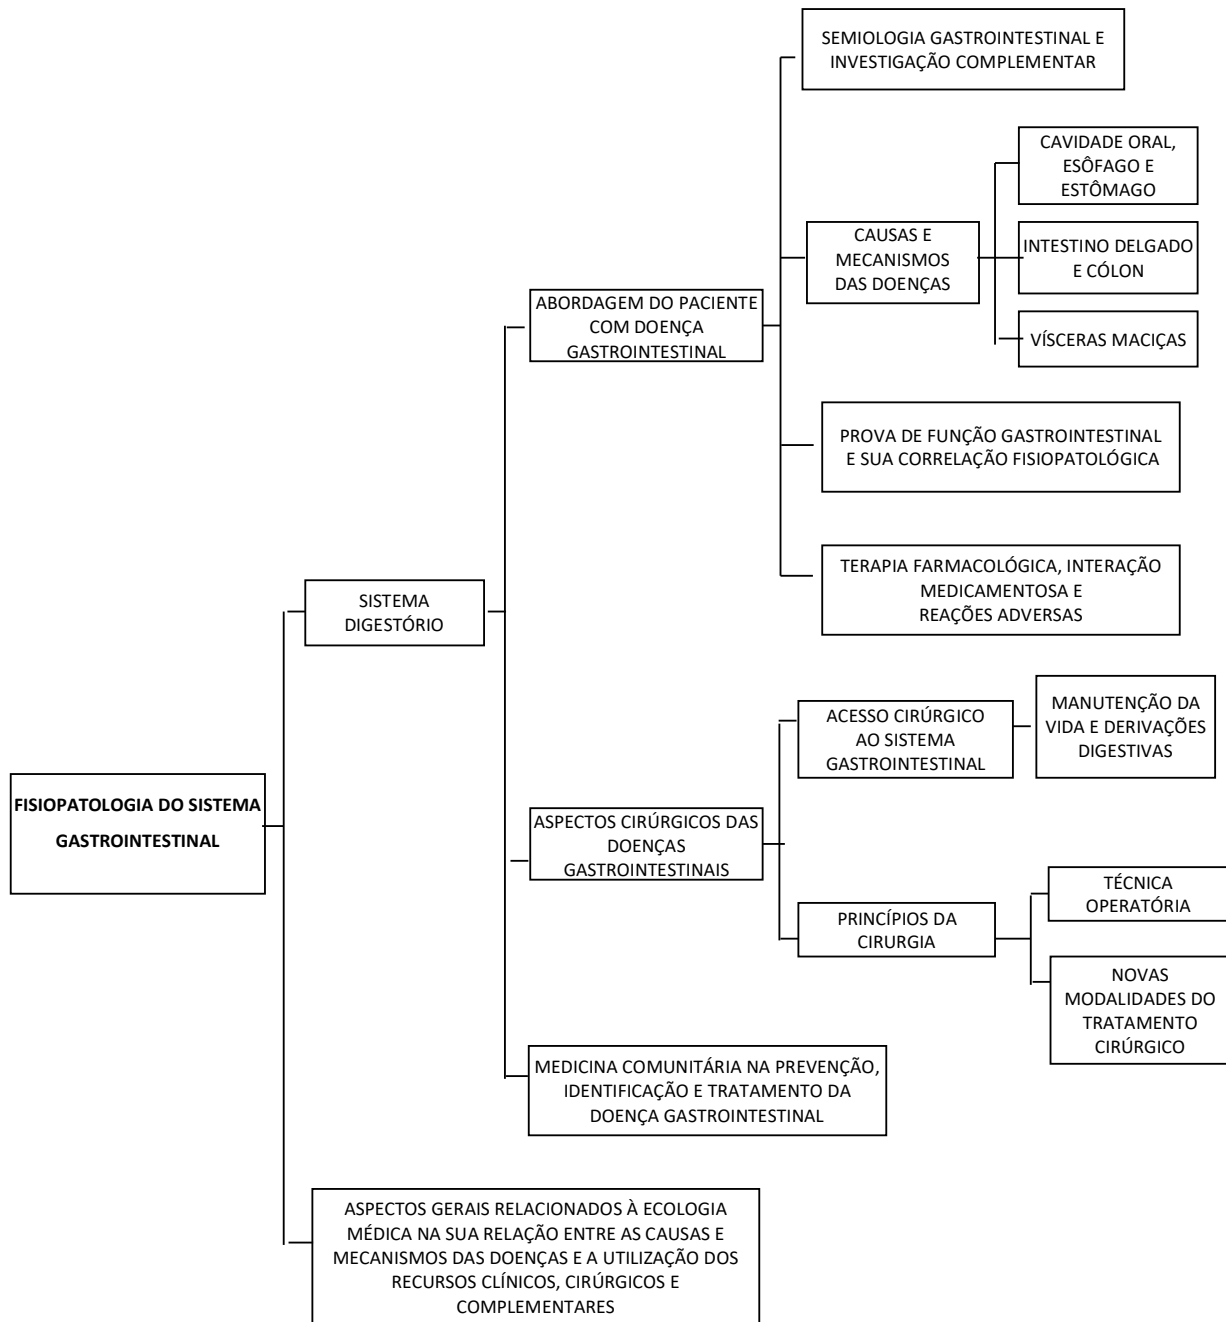 SEMIOLOGIA GASTROINTESTINAL E
INVESTIGAÇÃO COMPLEMENTAR
CAVIDADE ORAL,
ESÔFAGO E
ESTÔMAGO
CAUSAS E
MECANISMOS
DAS DOENÇAS
INTESTINO DELGADO
E CÓLON
VÍSCERAS MACIÇAS
ABORDAGEM DO PACIENTE
COM DOENÇA
GASTROINTESTINAL
PROVA DE FUNÇÃO GASTROINTESTINAL
E SUA CORRELAÇÃO FISIOPATOLÓGICA
TERAPIA FARMACOLÓGICA, INTERAÇÃO
MEDICAMENTOSA E
REAÇÕES ADVERSAS
SISTEMA
DIGESTÓRIO
ACESSO CIRÚRGICO
AO SISTEMA
GASTROINTESTINAL
MANUTENÇÃO DA
VIDA E DERIVAÇÕES
DIGESTIVAS
FISIOPATOLOGIA DO SISTEMA
GASTROINTESTINAL
ASPECTOS CIRÚRGICOS DAS
DOENÇAS
GASTROINTESTINAIS
TÉCNICA
OPERATÓRIA
PRINCÍPIOS DA
CIRURGIA
NOVAS
MODALIDADES DO
TRATAMENTO
CIRÚRGICO
MEDICINA COMUNITÁRIA NA PREVENÇÃO,
IDENTIFICAÇÃO E TRATAMENTO DA
DOENÇA GASTROINTESTINAL
ASPECTOS GERAIS RELACIONADOS À ECOLOGIA
MÉDICA NA SUA RELAÇÃO ENTRE AS CAUSAS E
MECANISMOS DAS DOENÇAS E A UTILIZAÇÃO DOS
RECURSOS CLÍNICOS, CIRÚRGICOS E
COMPLEMENTARES